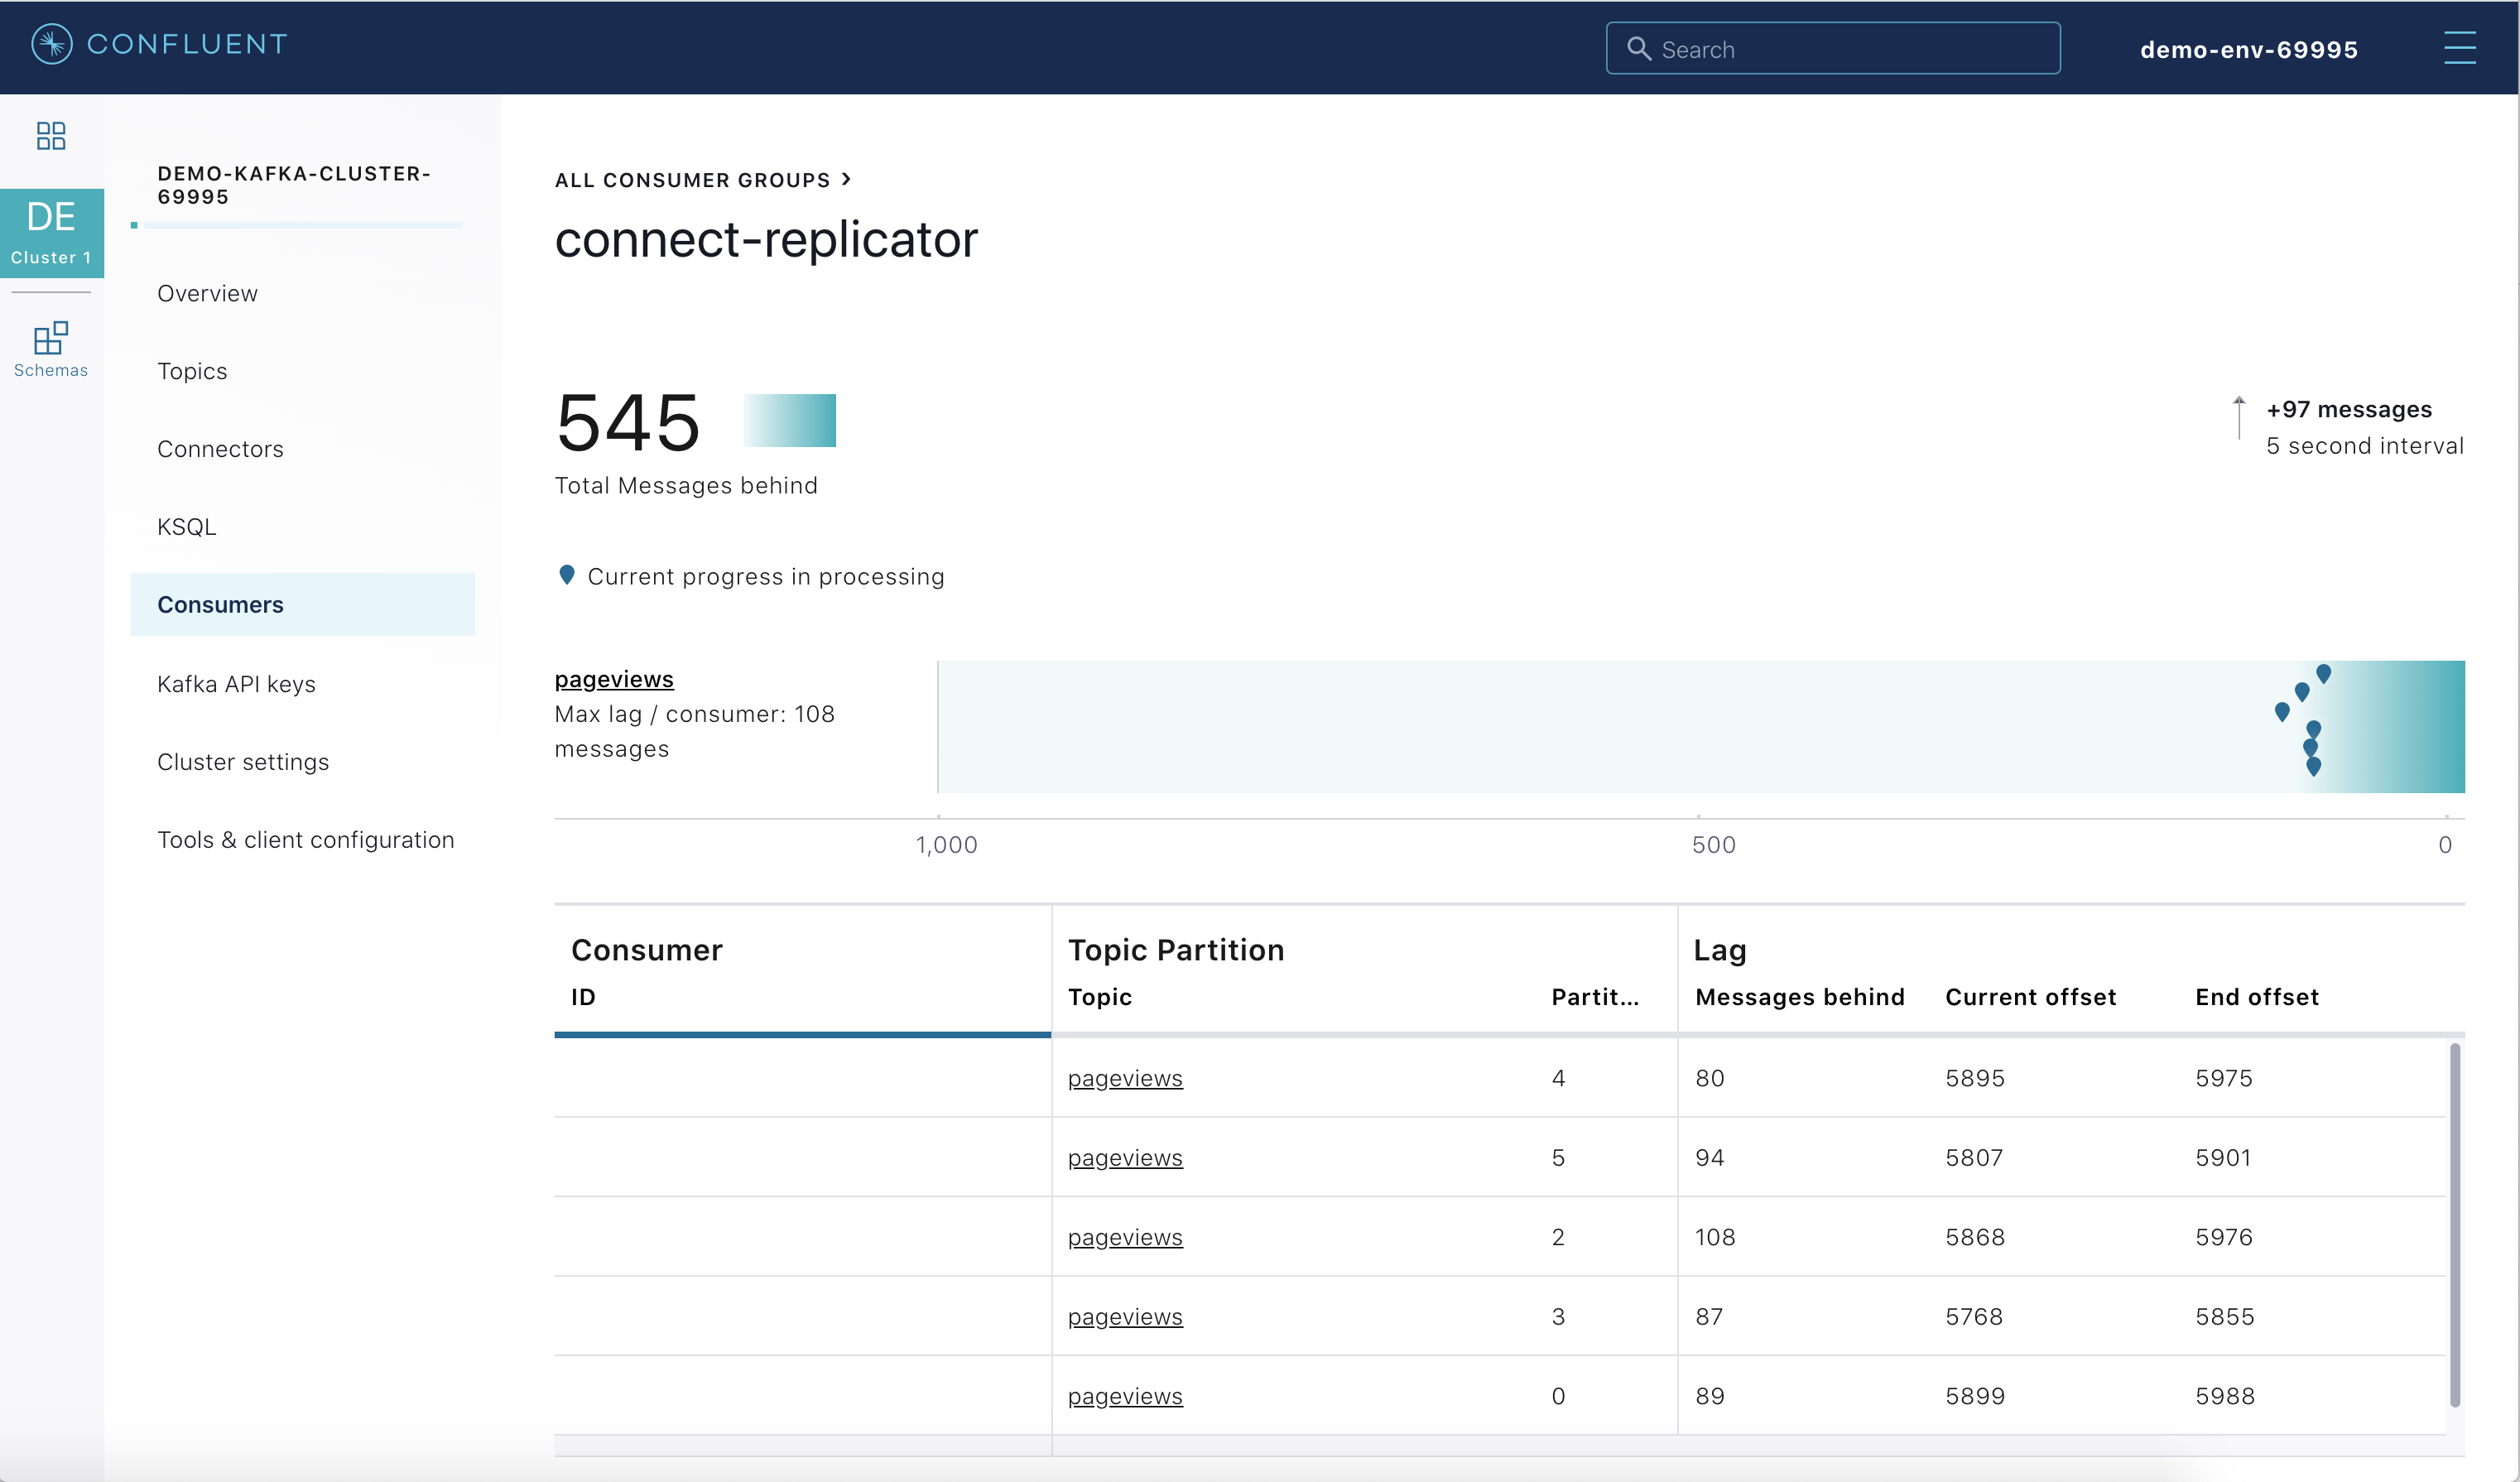 CONFLUENT
Search
demo-env-69995
DE
Cluster 1
Schemas
DEMO-KAFKA-CLUSTER-
69995
Overview
Topics
Connectors
KSQL
Consumers
Kafka API keys
Cluster settings
Tools & client configuration
ALL CONSUMER GROUPS >
connect-replicator
545
Total Messages behind
+97 messages
5 second interval
Current progress in processing
pageviews
Max lag / consumer: 108
messages
1,000 500 0
Consumer Topic Partition Lag
ID Topic Partit... Messages behind Current offset End offset
pageviews 4 80 5895 5975
pageviews 5 94 5807 5901
pageviews 2 108 5868 5976
pageviews 3 87 5768 5855
pageviews 0 89 5899 5988